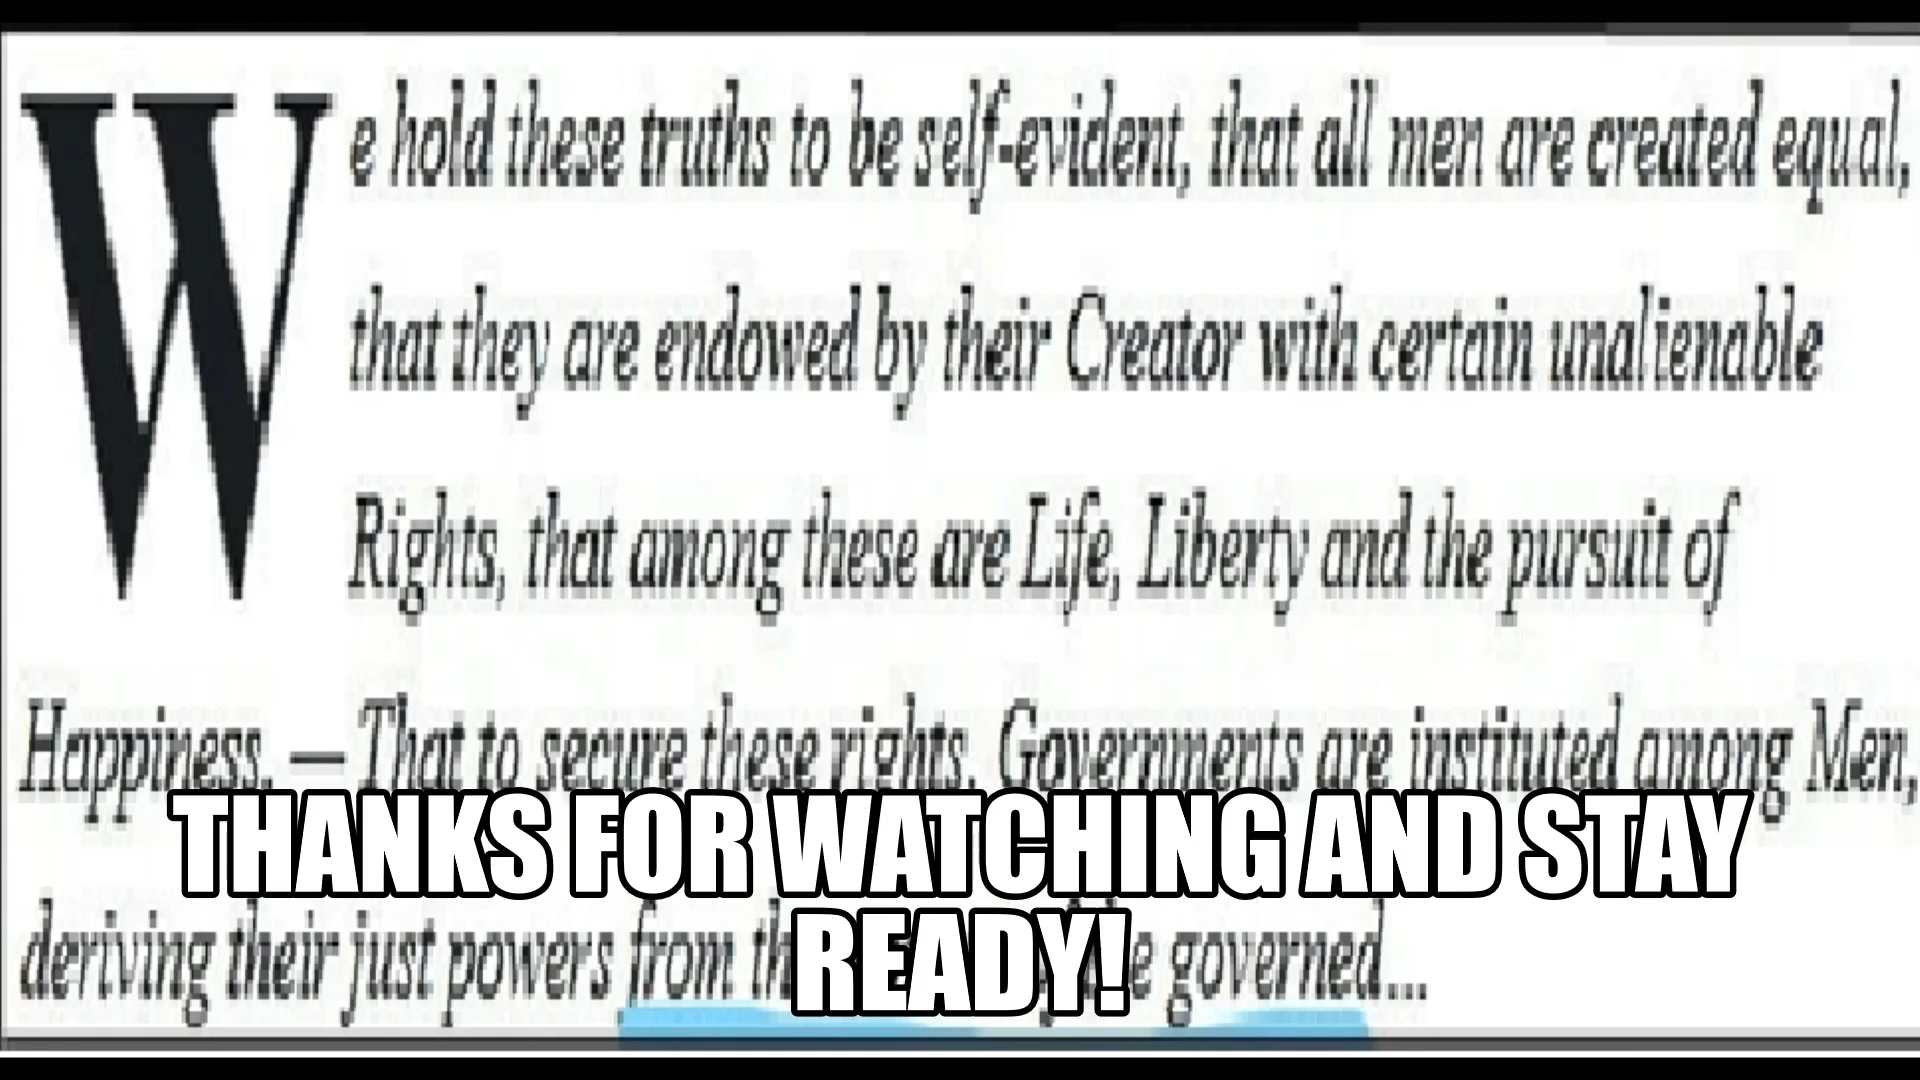 We hold these truths to be self-evident, that all men are created equal,
that they are endowed by their Creator with certain unalienable
Rights, that among these are Life, Liberty and the pursuit of
Happiness. — That to secure these rights, Governments are instituted among Men,
THANKS FOR WATCHING AND STAY
deriving their just powers from th e governed...
READY!